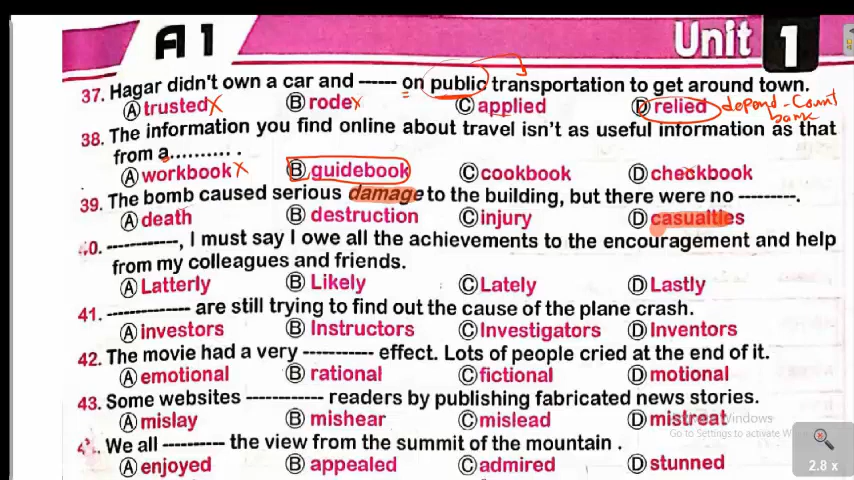 A 1 Unit 1
37. Hagar didn't own a car and ------ on public transportation to get around town.
A trusted B rode C applied D relied depend - Count
bank
38. The information you find online about travel isn't as useful information as that
from a...........
A workbook B guidebook C cookbook D checkbook
39. The bomb caused serious damage to the building, but there were no ---------.
A death B destruction C injury D casualties
40. -----------, I must say I owe all the achievements to the encouragement and help
from my colleagues and friends.
A Latterly B Likely C Lately D Lastly
41. ------------- are still trying to find out the cause of the plane crash.
A investors B Instructors C Investigators D Inventors
42. The movie had a very ----------- effect. Lots of people cried at the end of it.
A emotional B rational C fictional D motional
43. Some websites ------------ readers by publishing fabricated news stories.
A mislay B mishear C mislead D mistreat
Go to Settings to activate
We all ---------- the view from the summit of the mountain .
A enjoyed B appealed C admired D stunned
2.8 x